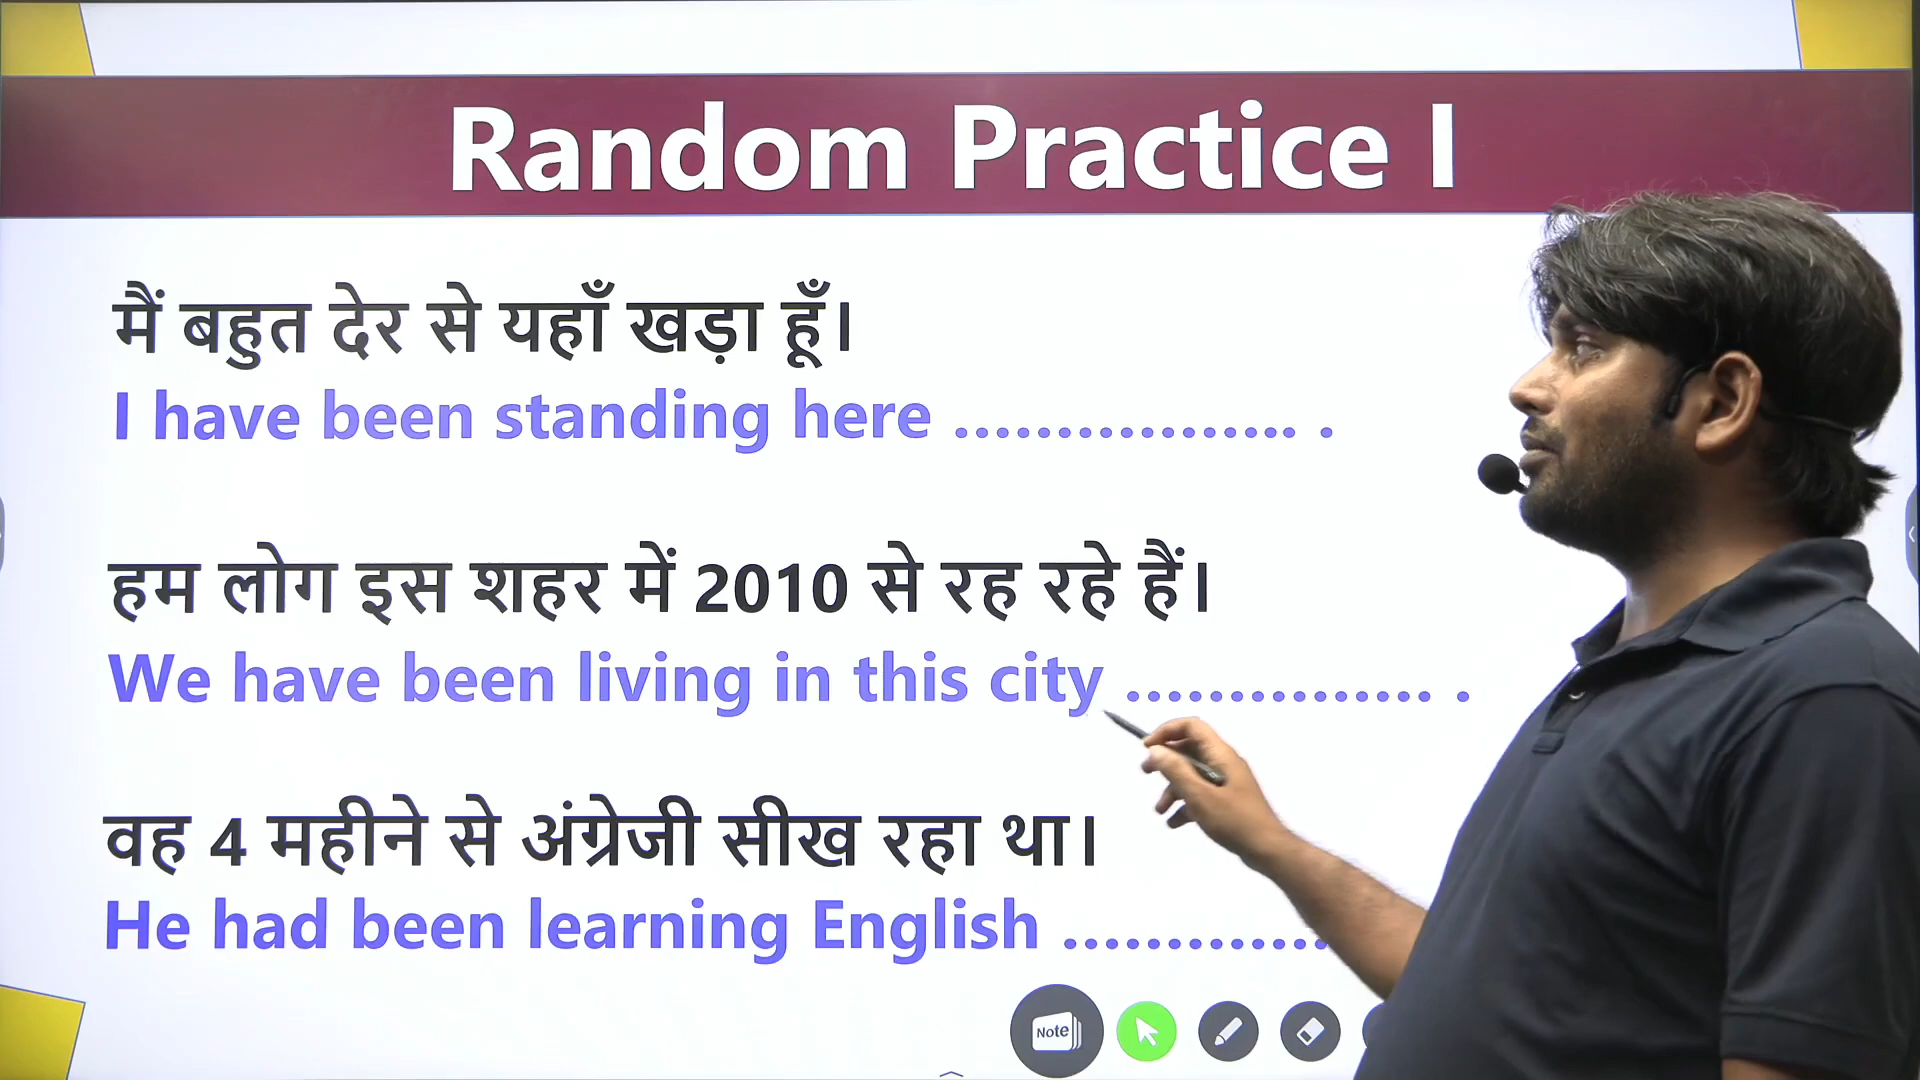 Random Practice I
मैं बहुत देर से यहाँ खड़ा हूँ।
I have been standing here ................. .
हम लोग इस शहर में 2010 से रह रहे हैं।
We have been living in this city ............... .
वह 4 महीने से अंग्रेजी सीख रहा था।
He had been learning English .............
Note